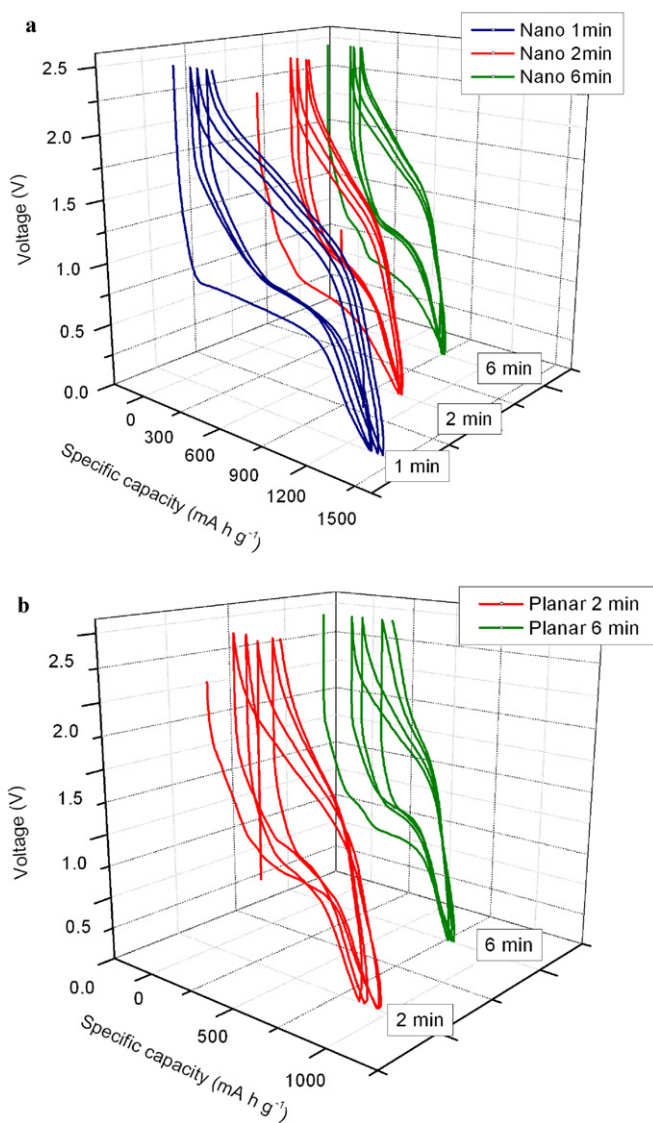 a
Nano 1min
Nano 2min
Nano 6min
2.5
2.0
1.5
1.0
0.5
0.0
Voltage (V)
0
300
600
900
1200
1500
Specific capacity (mA h g⁻¹)
6 min
2 min
1 min
b
Planar 2 min
Planar 6 min
2.5
2.0
1.5
1.0
0.5
0.0
Voltage (V)
0
500
1000
Specific capacity (mA h g⁻¹)
6 min
2 min